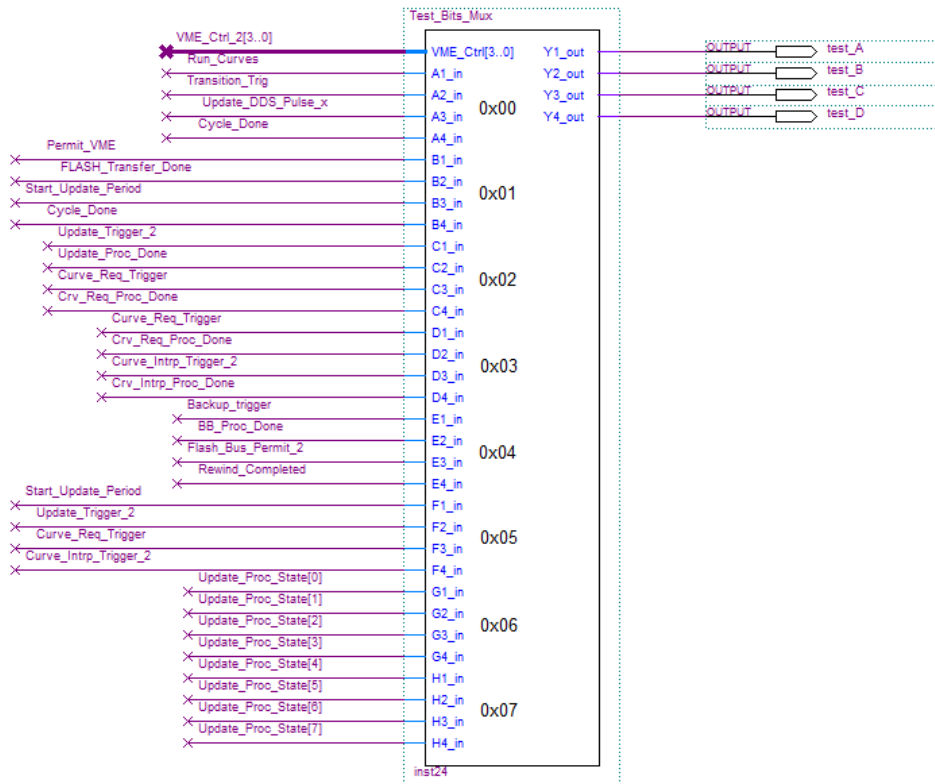 Test_Bits_Mux
VME_Ctrl_2[3..0] VME_Ctrl[3..0] Y1_out OUTPUT test_A
Run_Curves A1_in Y2_out OUTPUT test_B
Transition_Trig A2_in Y3_out OUTPUT test_C
Update_DDS_Pulse_x A3_in 0x00 Y4_out OUTPUT test_D
Cycle_Done A4_in
Permit_VME B1_in
FLASH_Transfer_Done B2_in
Start_Update_Period B3_in 0x01
Cycle_Done B4_in
Update_Trigger_2 C1_in
Update_Proc_Done C2_in
Curve_Req_Trigger C3_in 0x02
Crv_Req_Proc_Done C4_in
Curve_Req_Trigger D1_in
Crv_Req_Proc_Done D2_in
Curve_Intrp_Trigger_2 D3_in 0x03
Crv_Intrp_Proc_Done D4_in
Backup_trigger E1_in
BB_Proc_Done E2_in
Flash_Bus_Permit_2 E3_in 0x04
Rewind_Completed E4_in
Start_Update_Period F1_in
Update_Trigger_2 F2_in
Curve_Req_Trigger F3_in 0x05
Curve_Intrp_Trigger_2 F4_in
Update_Proc_State[0] G1_in
Update_Proc_State[1] G2_in
Update_Proc_State[2] G3_in 0x06
Update_Proc_State[3] G4_in
Update_Proc_State[4] H1_in
Update_Proc_State[5] H2_in
Update_Proc_State[6] H3_in 0x07
Update_Proc_State[7] H4_in
inst24